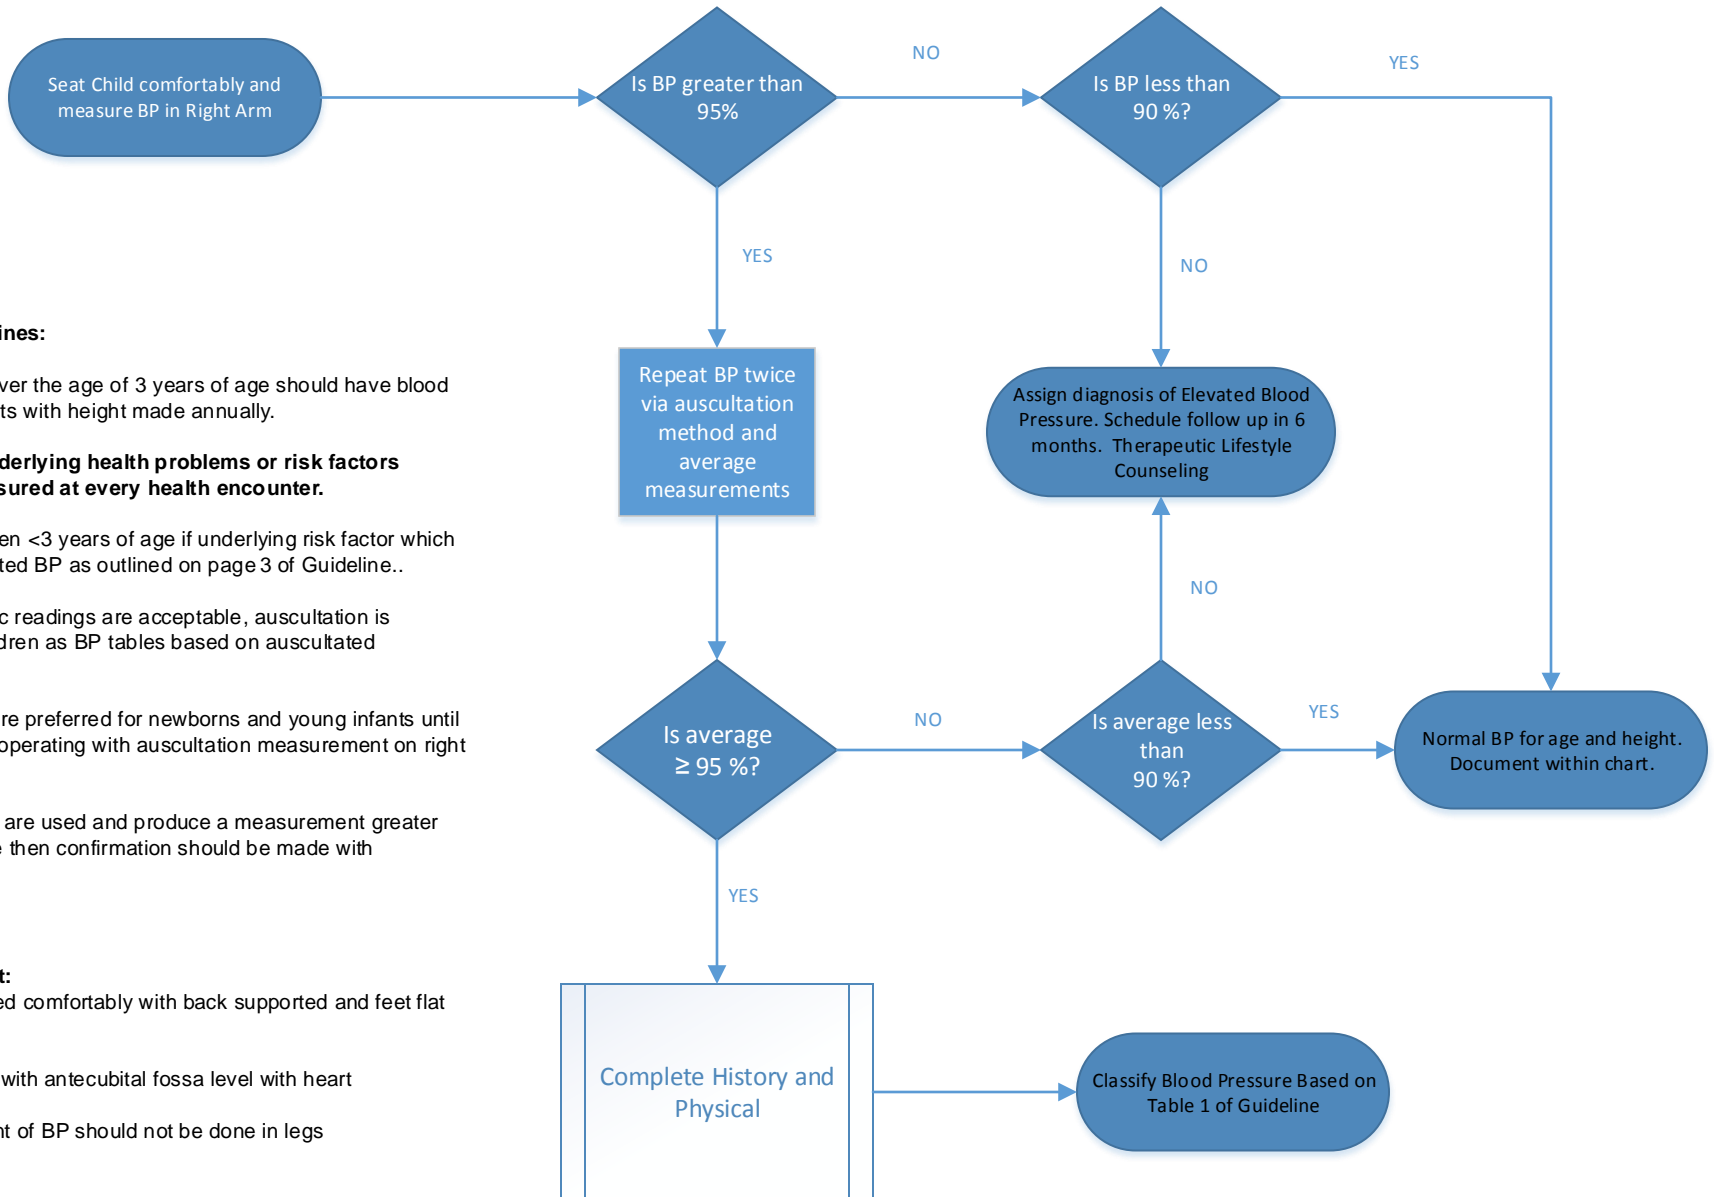 Seat Child comfortably and
measure BP in Right Arm
Is BP greater than
95%
NO
Is BP less than
90 %?
YES
YES
NO
Repeat BP twice
via auscultation
method and
average
measurements
Assign diagnosis of Elevated Blood
Pressure. Schedule follow up in 6
months.  Therapeutic Lifestyle
Counseling
NO
Is average
≥ 95 %?
NO
Is average less
than
90 %?
YES
Normal BP for age and height.
Document within chart.
YES
Complete History and
Physical
Classify Blood Pressure Based on
Table 1 of Guideline
ines:
ver the age of 3 years of age should have blood
ts with height made annually.
derlying health problems or risk factors
sured at every health encounter.
en <3 years of age if underlying risk factor which
ted BP as outlined on page 3 of Guideline..
c readings are acceptable, auscultation is
dren as BP tables based on auscultated
re preferred for newborns and young infants until
operating with auscultation measurement on right
are used and produce a measurement greater
e then confirmation should be made with
t:
ed comfortably with back supported and feet flat
with antecubital fossa level with heart
nt of BP should not be done in legs